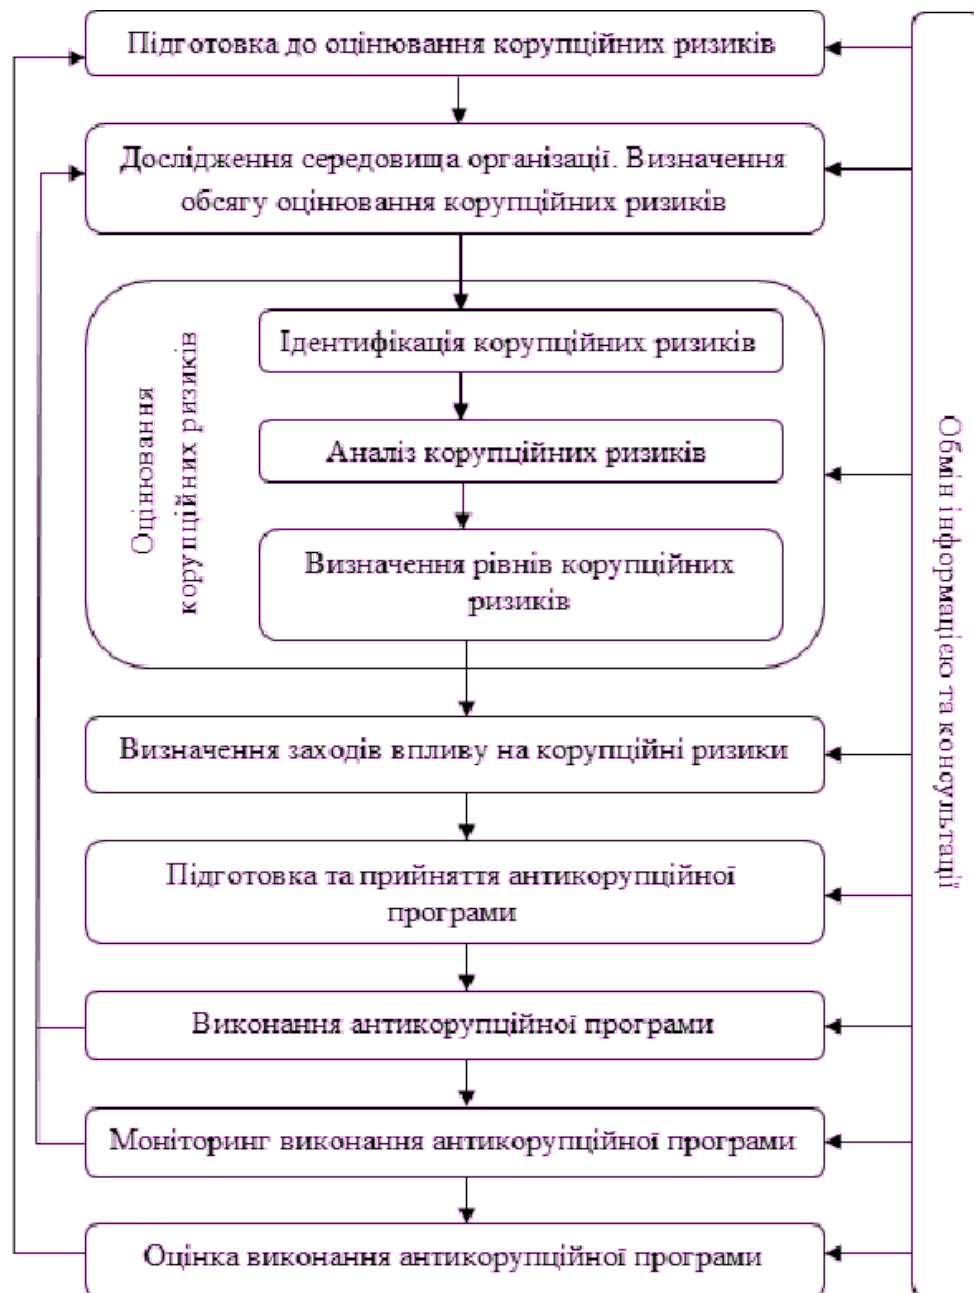 Підготовка до оцінювання корупційних ризиків
Дослідження середовища організації. Визначення
обсягу оцінювання корупційних ризиків
Оцінювання
корупційних ризиків
Ідентифікація корупційних ризиків
Аналіз корупційних ризиків
Визначення рівнів корупційних
ризиків
Визначення заходів впливу на корупційні ризики
Підготовка та прийняття антикорупційної
програми
Виконання антикорупційної програми
Моніторинг виконання антикорупційної програми
Оцінка виконання антикорупційної програми
Обмін інформацією та консультації